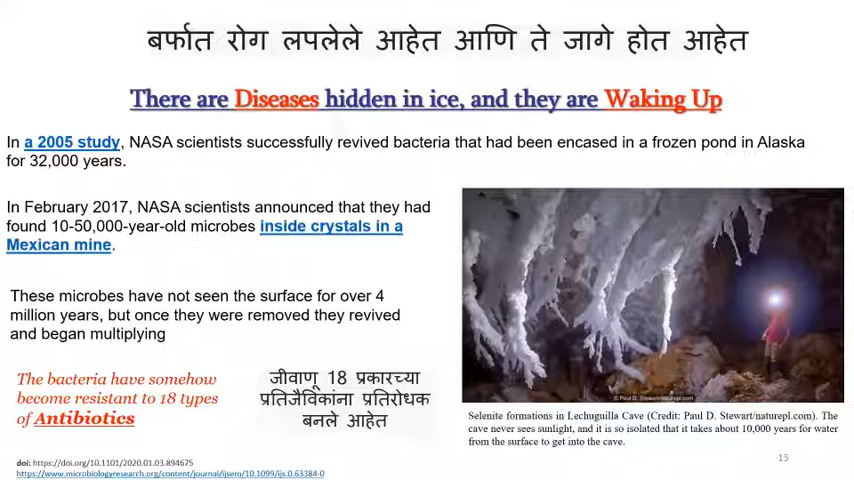 बर्फात रोग लपलेले आहेत आणि ते जागे होत आहेत
There are Diseases hidden in ice, and they are Waking Up
In a 2005 study, NASA scientists successfully revived bacteria that had been encased in a frozen pond in Alaska
for 32,000 years.
In February 2017, NASA scientists announced that they had
found 10-50,000-year-old microbes inside crystals in a
Mexican mine.
These microbes have not seen the surface for over 4
million years, but once they were removed they revived
and began multiplying
The bacteria have somehow
become resistant to 18 types
of Antibiotics
जीवाणू 18 प्रकारच्या
प्रतिजैविकांना प्रतिरोधक
बनले आहेत
© Paul D. Stewart/naturepl.com
Selenite formations in Lechuguilla Cave (Credit: Paul D. Stewart/naturepl.com). The
cave never sees sunlight, and it is so isolated that it takes about 10,000 years for water
from the surface to get into the cave.
15
doi: https://doi.org/10.1101/2020.01.03.894675
https://www.microbiologyresearch.org/content/journal/ijsem/10.1099/ijs.0.63384-0